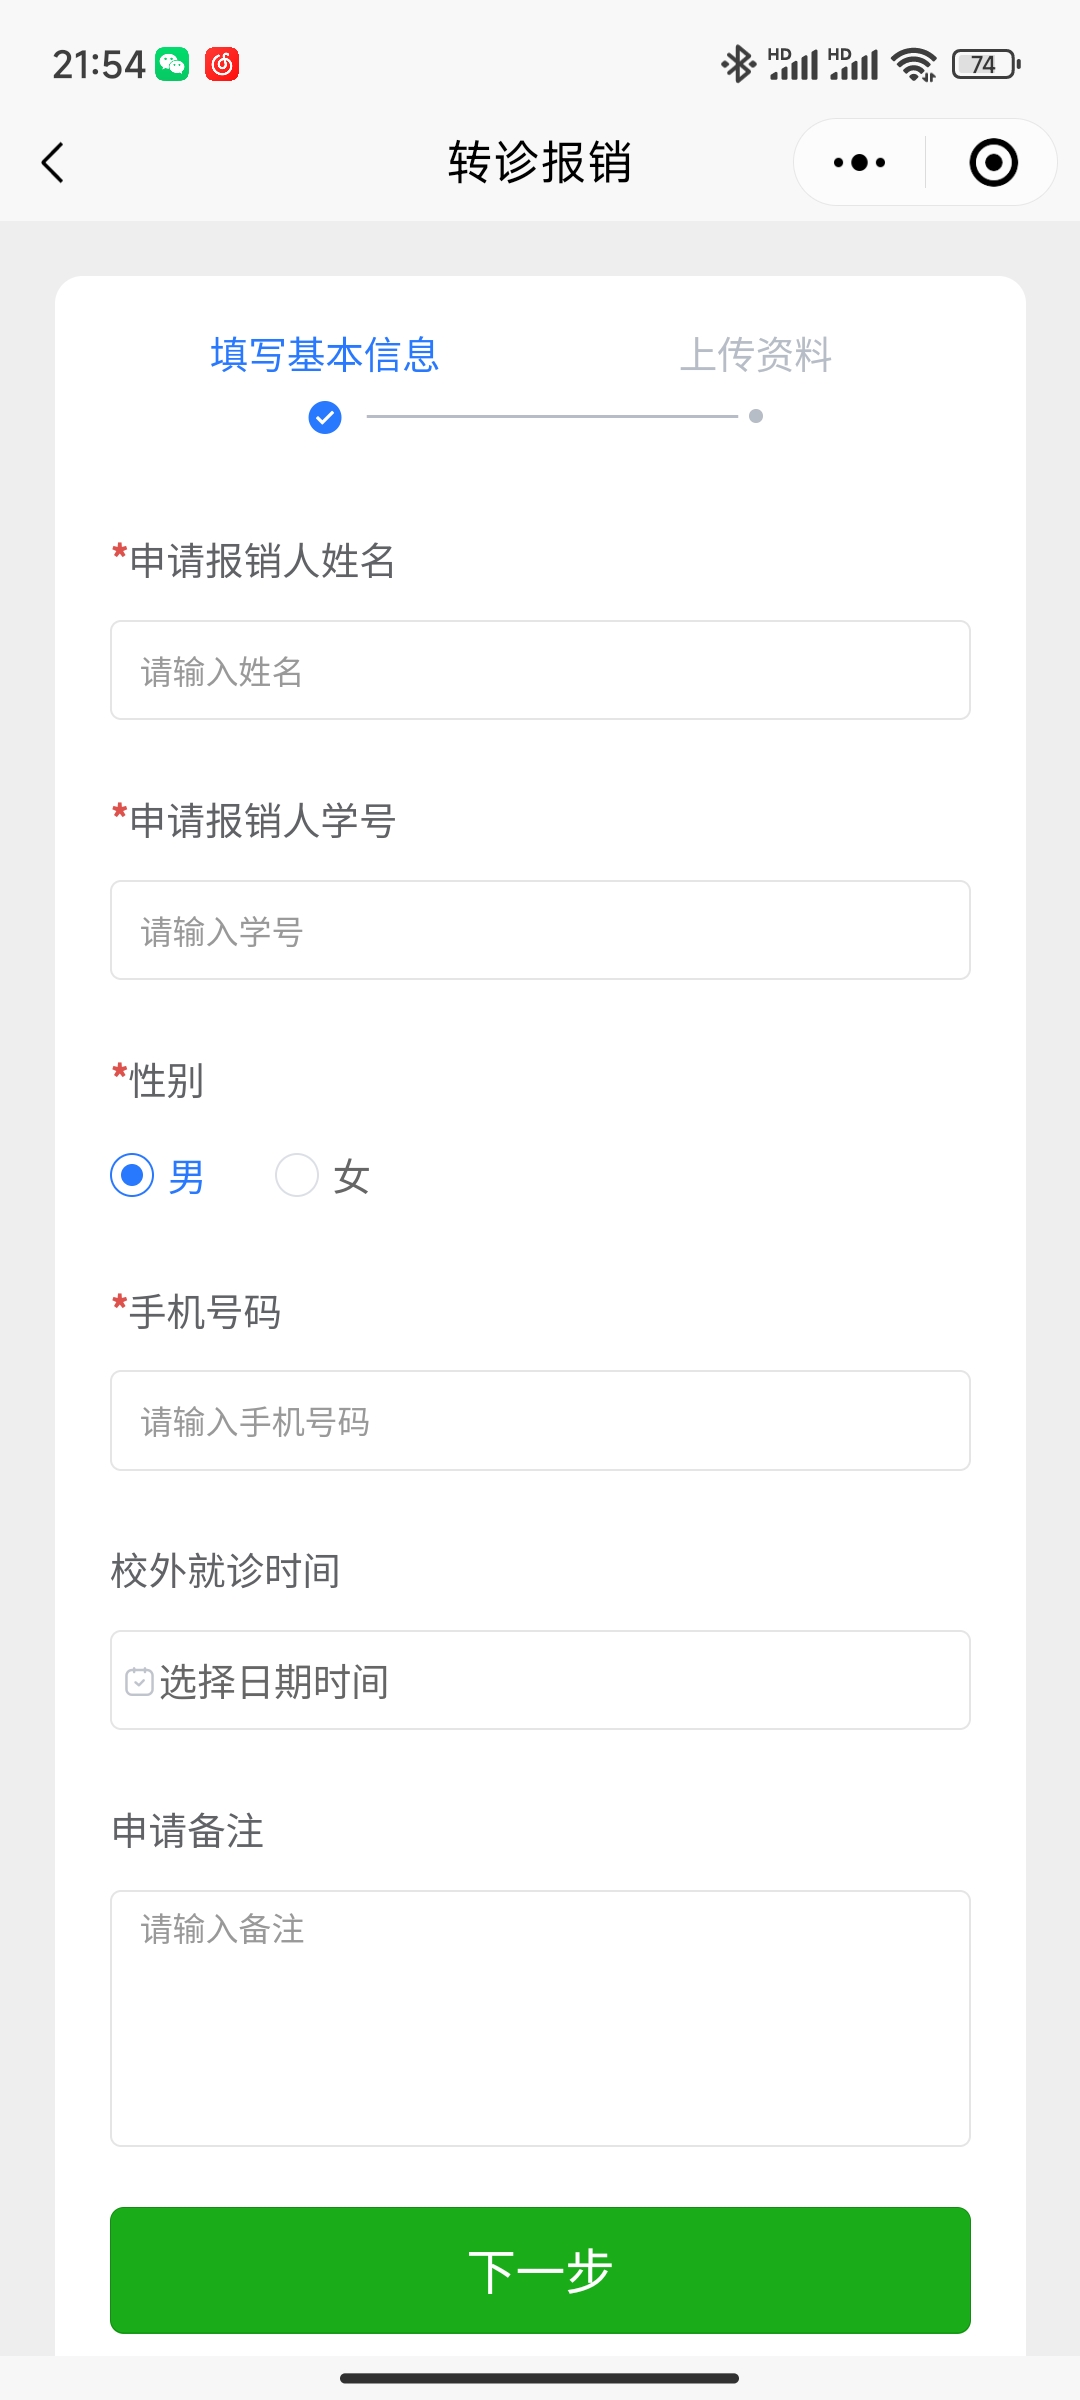 21:54 HD HD 74
转诊报销
填写基本信息 上传资料
*申请报销人姓名
请输入姓名
*申请报销人学号
请输入学号
*性别
男 女
*手机号码
请输入手机号码
校外就诊时间
选择日期时间
申请备注
请输入备注
下一步